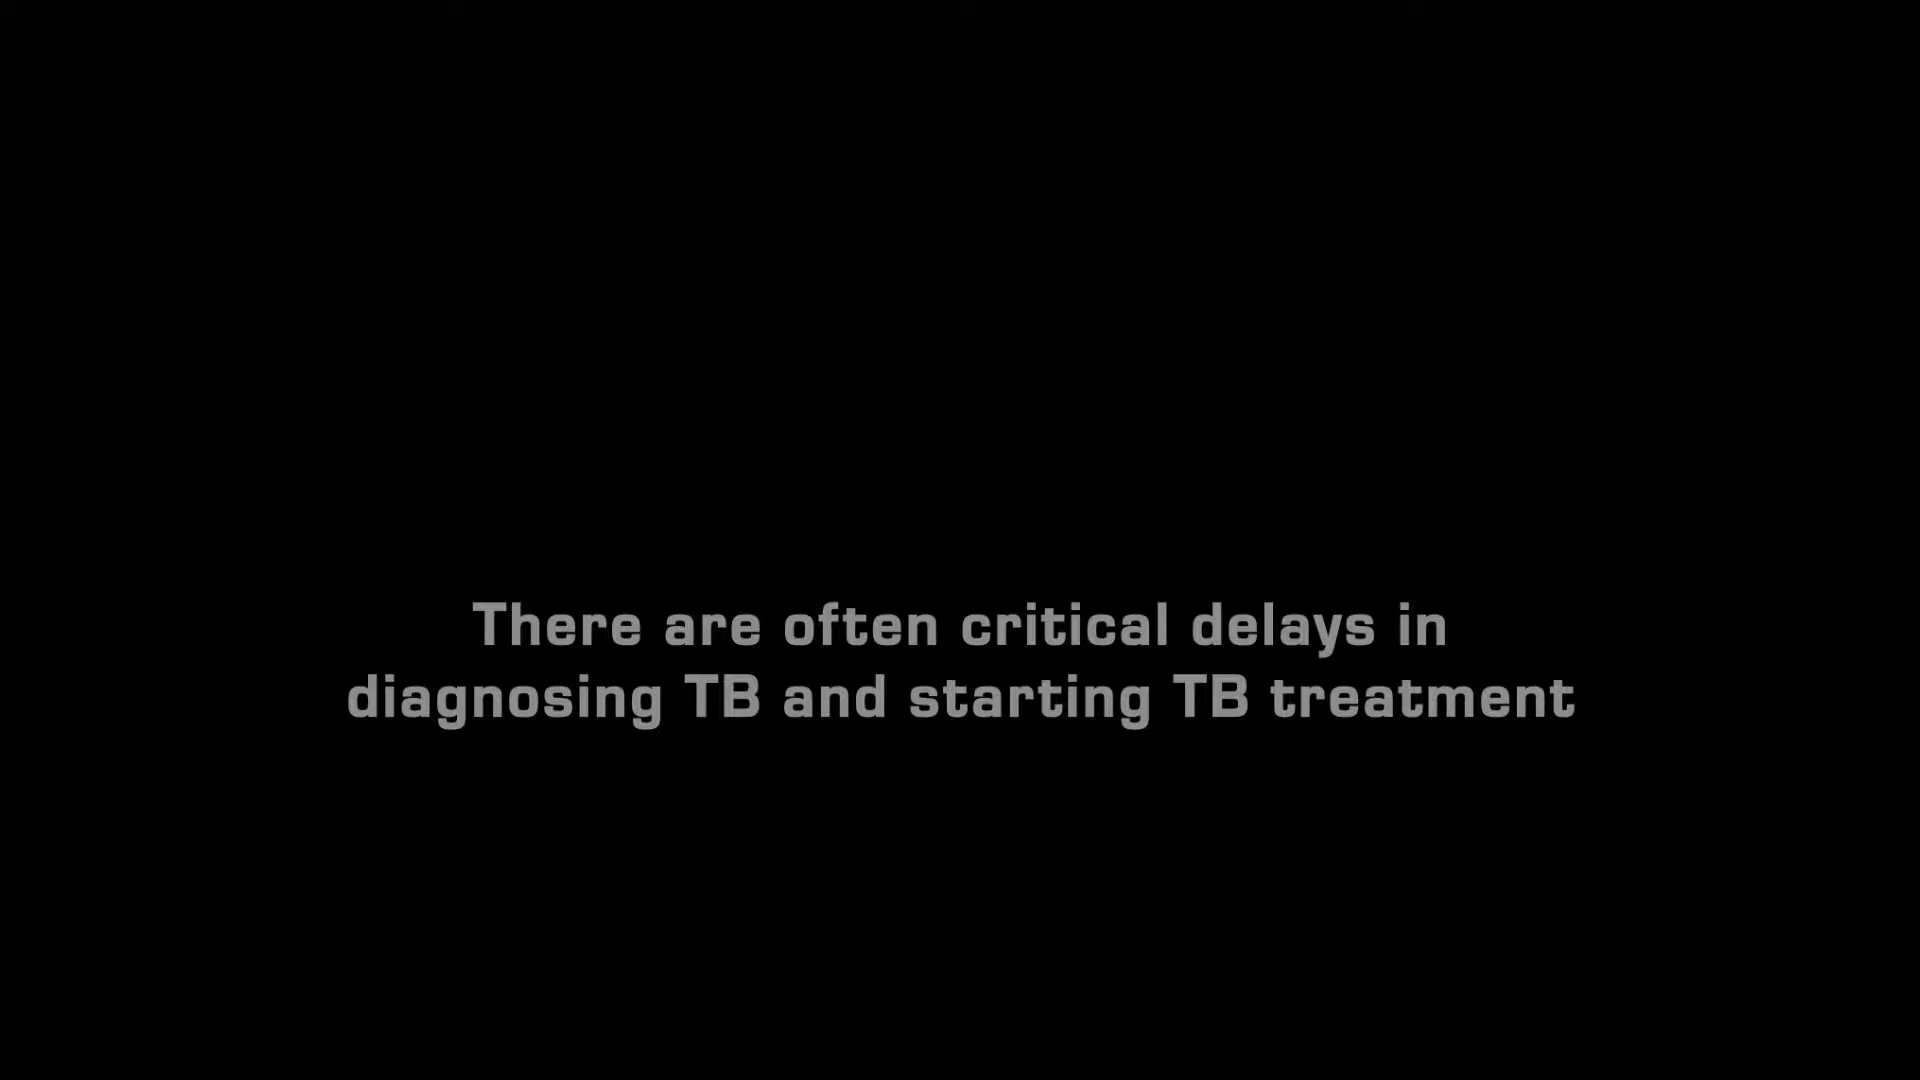 There are often critical delays in
diagnosing TB and starting TB treatment